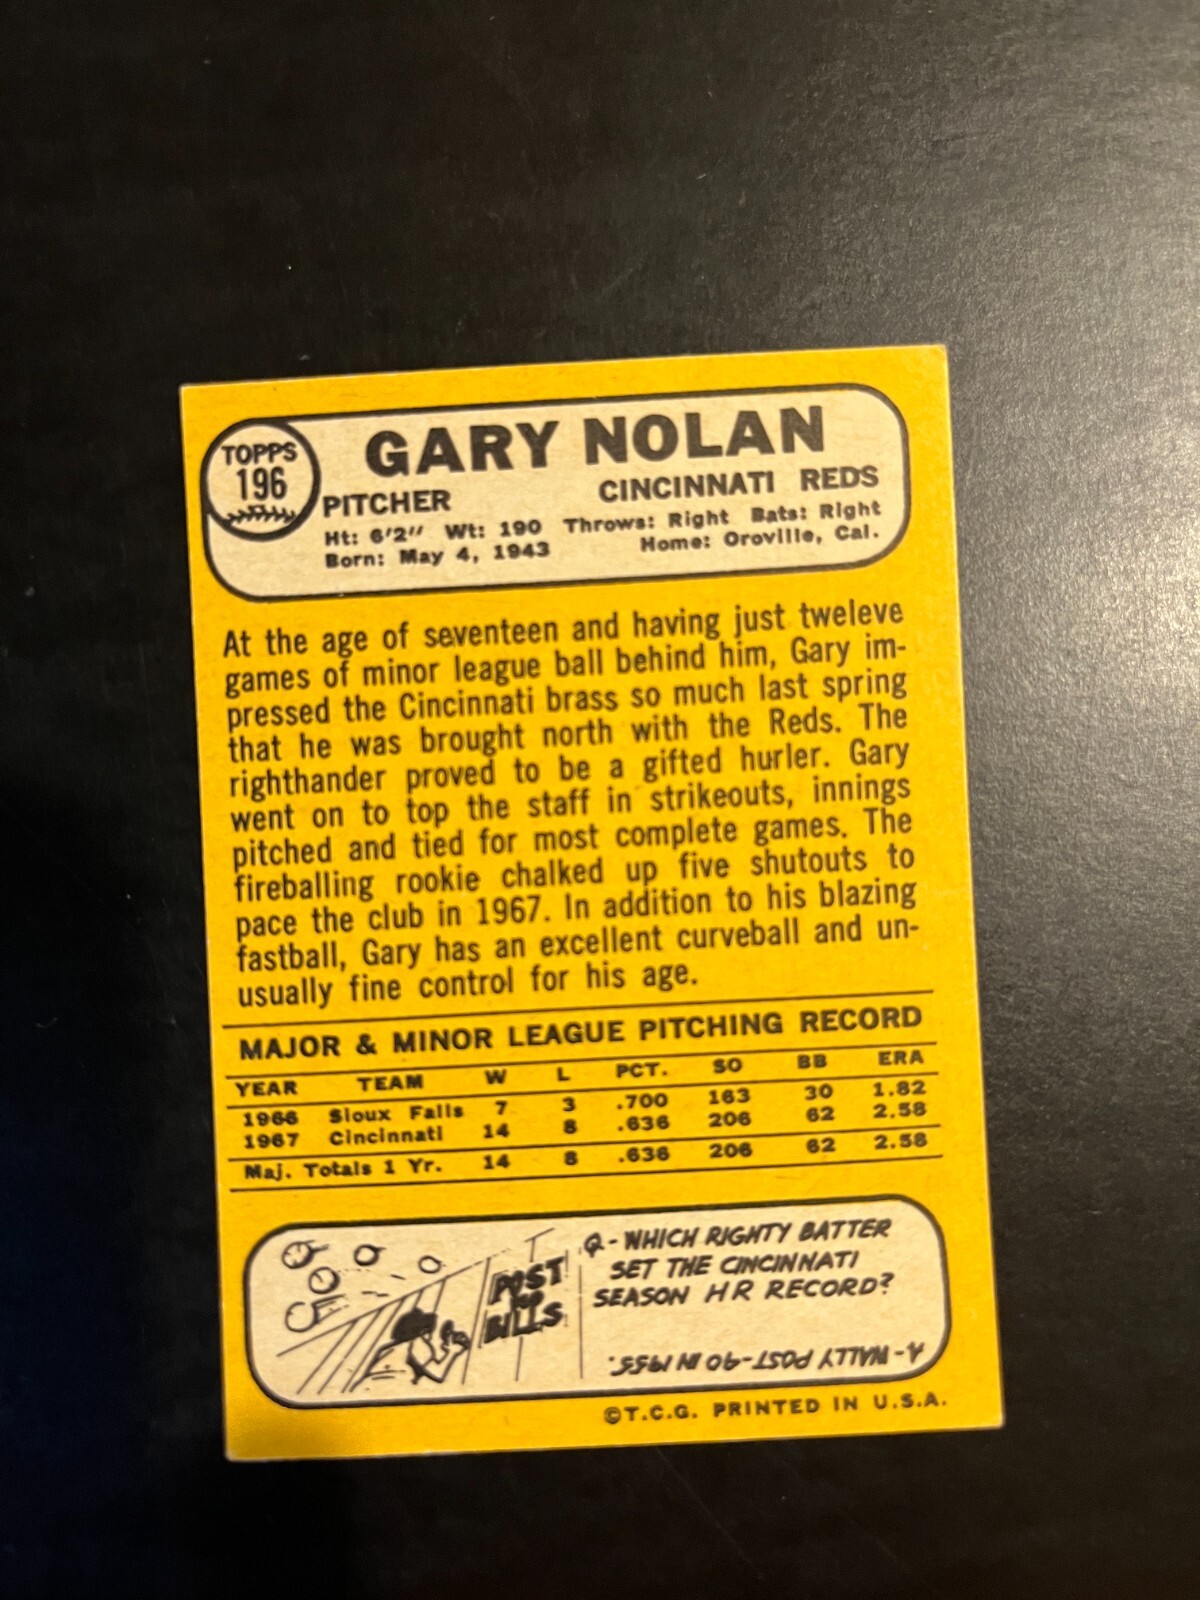 TOPPS
196
GARY NOLAN
PITCHER CINCINNATI REDS
Ht: 6'2" Wt: 190 Throws: Right Bats: Right
Born: May 4, 1943 Home: Oroville, Cal.
At the age of seventeen and having just tweleve
games of minor league ball behind him, Gary im-
pressed the Cincinnati brass so much last spring
that he was brought north with the Reds. The
righthander proved to be a gifted hurler. Gary
went on to top the staff in strikeouts, innings
pitched and tied for most complete games. The
fireballing rookie chalked up five shutouts to
pace the club in 1967. In addition to his blazing
fastball, Gary has an excellent curveball and un-
usually fine control for his age.
MAJOR & MINOR LEAGUE PITCHING RECORD
YEAR TEAM W L PCT. SO BB ERA
1966 Sioux Falls 7 3 .700 163 30 1.82
1967 Cincinnati 14 8 .636 206 62 2.58
Maj. Totals 1 Yr. 14 8 .636 206 62 2.58
POST
NO
BILLS
Q-WHICH RIGHTY BATTER
SET THE CINCINNATI
SEASON HR RECORD?
A-WALLY POST-40 IN 1955.
©T.C.G. PRINTED IN U.S.A.